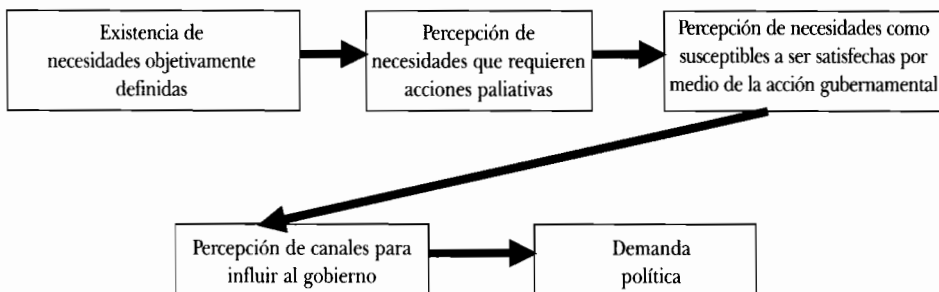 Existencia de
necesidades objetivamente
definidas
Percepción de
necesidades que requieren
acciones paliativas
Percepción de necesidades como
susceptibles a ser satisfechas por
medio de la acción gubernamental
Percepción de canales para
influir al gobierno
Demanda
política